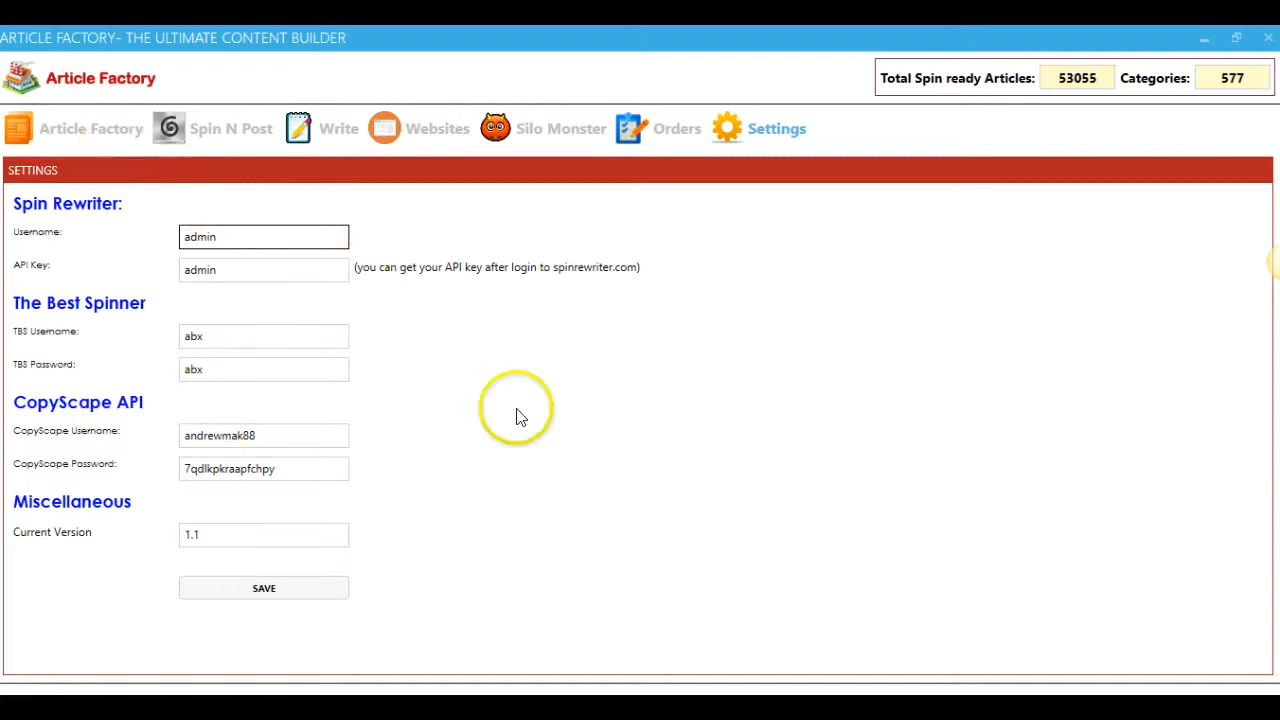 ARTICLE FACTORY- THE ULTIMATE CONTENT BUILDER
Article Factory
Total Spin ready Articles: 53055 Categories: 577
Article Factory Spin N Post Write Websites Silo Monster Orders Settings
SETTINGS
Spin Rewriter:
Username: admin
API Key: admin (you can get your API key after login to spinrewriter.com)
The Best Spinner
TBS Username: abx
TBS Password: abx
CopyScape API
CopyScape Username: andrewmak88
CopyScape Password: 7qdlkpkraapfchpy
Miscellaneous
Current Version 1.1
SAVE